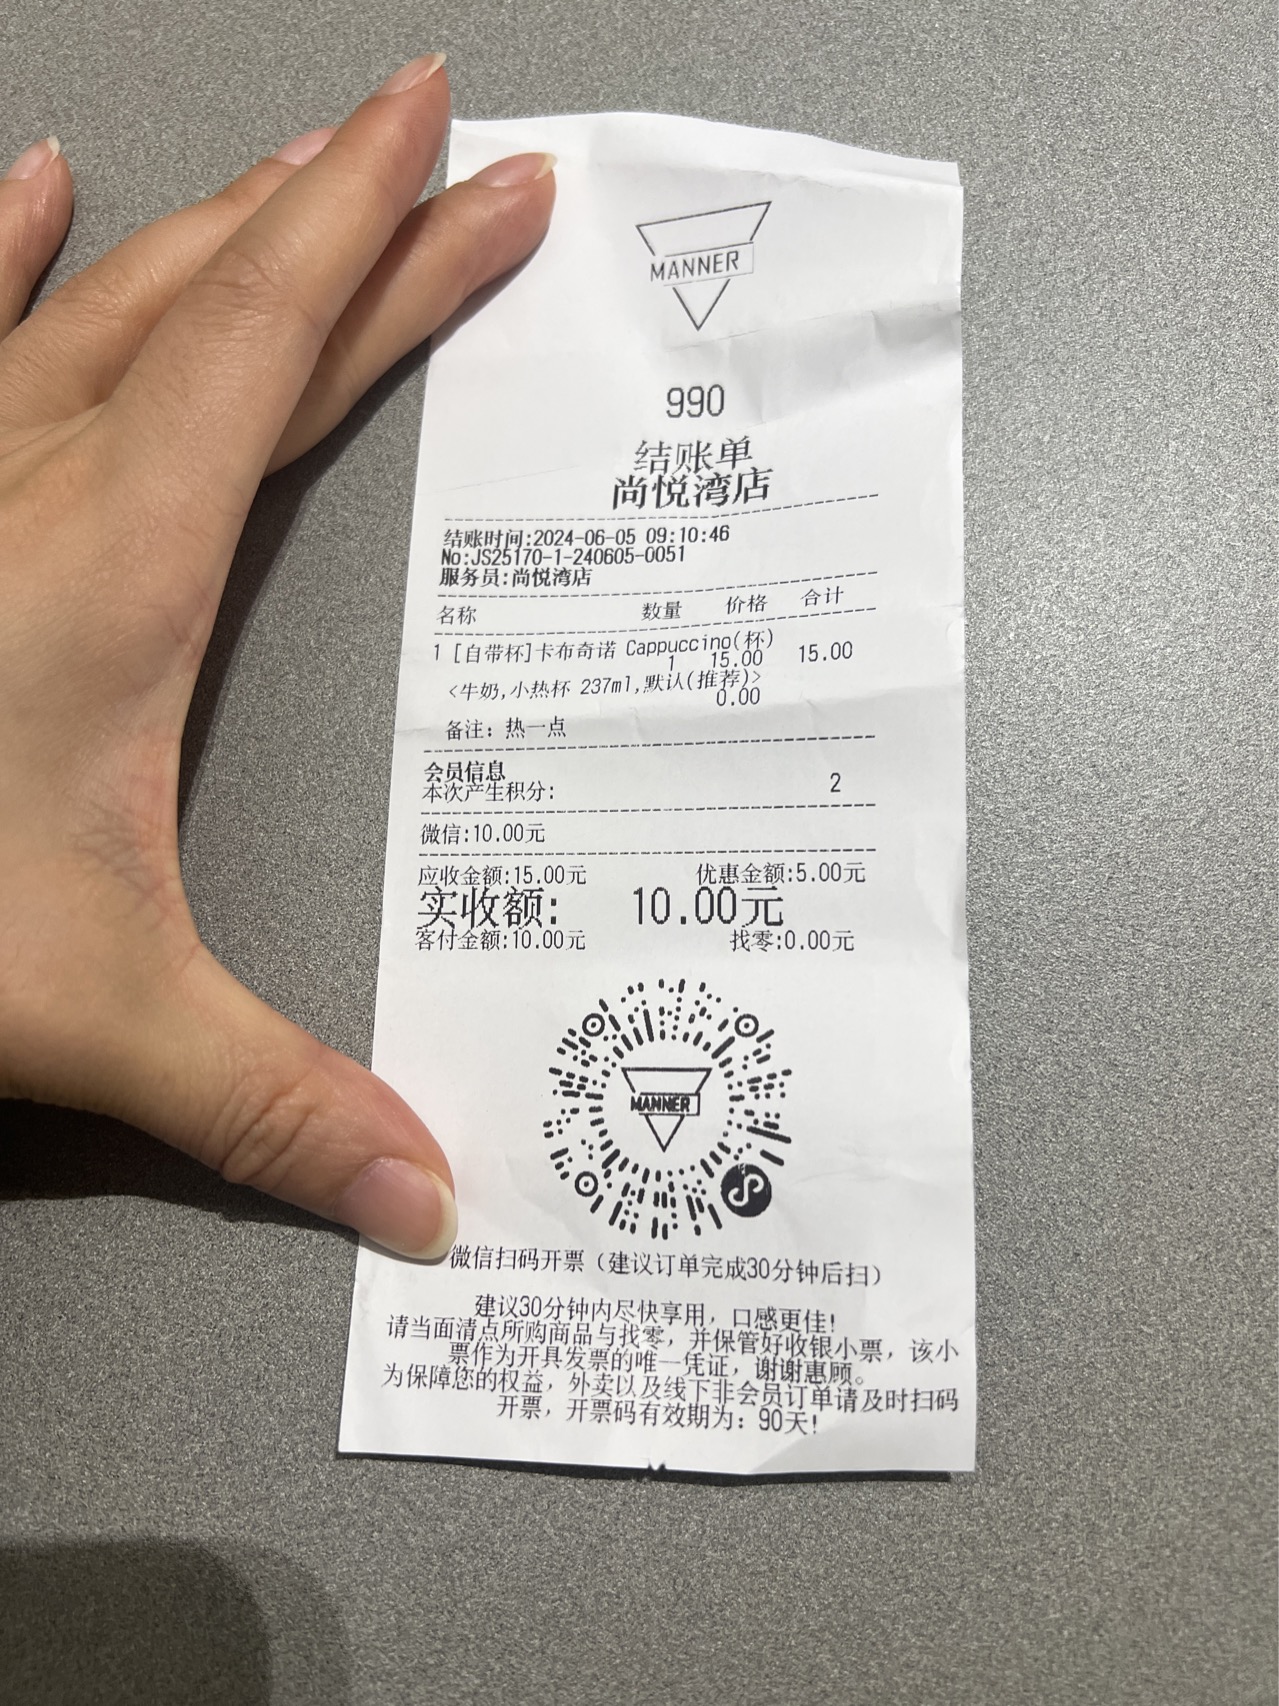 MANNER
990
结账单
尚悦湾店
结账时间:2024-06-05 09:10:46
No:JS25170-1-240605-0051
服务员:尚悦湾店
名称 数量 价格 合计
1 [自带杯]卡布奇诺 Cappuccino(杯)
1 15.00 15.00
<牛奶,小热杯 237ml,默认(推荐)>
0.00
备注: 热一点
会员信息
本次产生积分: 2
微信:10.00元
应收金额:15.00元 优惠金额:5.00元
实收额: 10.00元
客付金额:10.00元 找零:0.00元
MANNER
微信扫码开票（建议订单完成30分钟后扫）
建议30分钟内尽快享用, 口感更佳!
请当面清点所购商品与找零, 并保管好收银小票, 该小
票作为开具发票的唯一凭证, 谢谢惠顾。
为保障您的权益, 外卖以及线下非会员订单请及时扫码
开票, 开票码有效期为: 90天!